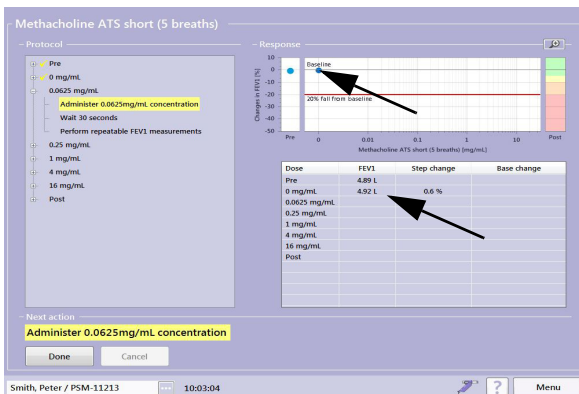 Methacholine ATS short (5 breaths)
Protocol
Pre
0 mg/mL
0.0625 mg/mL
Administer 0.0625mg/mL concentration
Wait 30 seconds
Perform repeatable FEV1 measurements
0.25 mg/mL
1 mg/mL
4 mg/mL
16 mg/mL
Post
Response
Changes in FEV1 [%]
10
0
-10
-20
-30
-40
-50
Baseline
20% fall from baseline
Pre 0 0.01 0.1 1 10 Post
Methacholine ATS short (5 breaths) [mg/mL]
Dose FEV1 Step change Base change
Pre 4.89 L
0 mg/mL 4.92 L 0.6 %
0.0625 mg/mL
0.25 mg/mL
1 mg/mL
4 mg/mL
16 mg/mL
Post
Next action
Administer 0.0625mg/mL concentration
Done Cancel
Smith, Peter / PSM-11213 ... 10:03:04 ? Menu